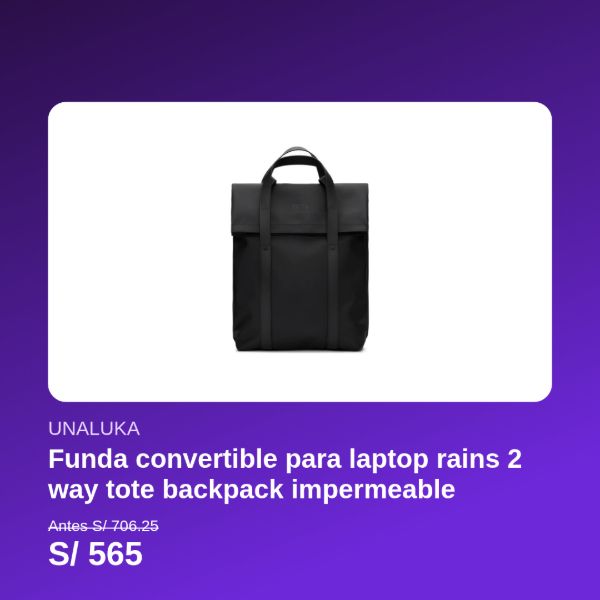 UNALUKA
Funda convertible para laptop rains 2
way tote backpack impermeable
Antes S/ 706.25
S/ 565